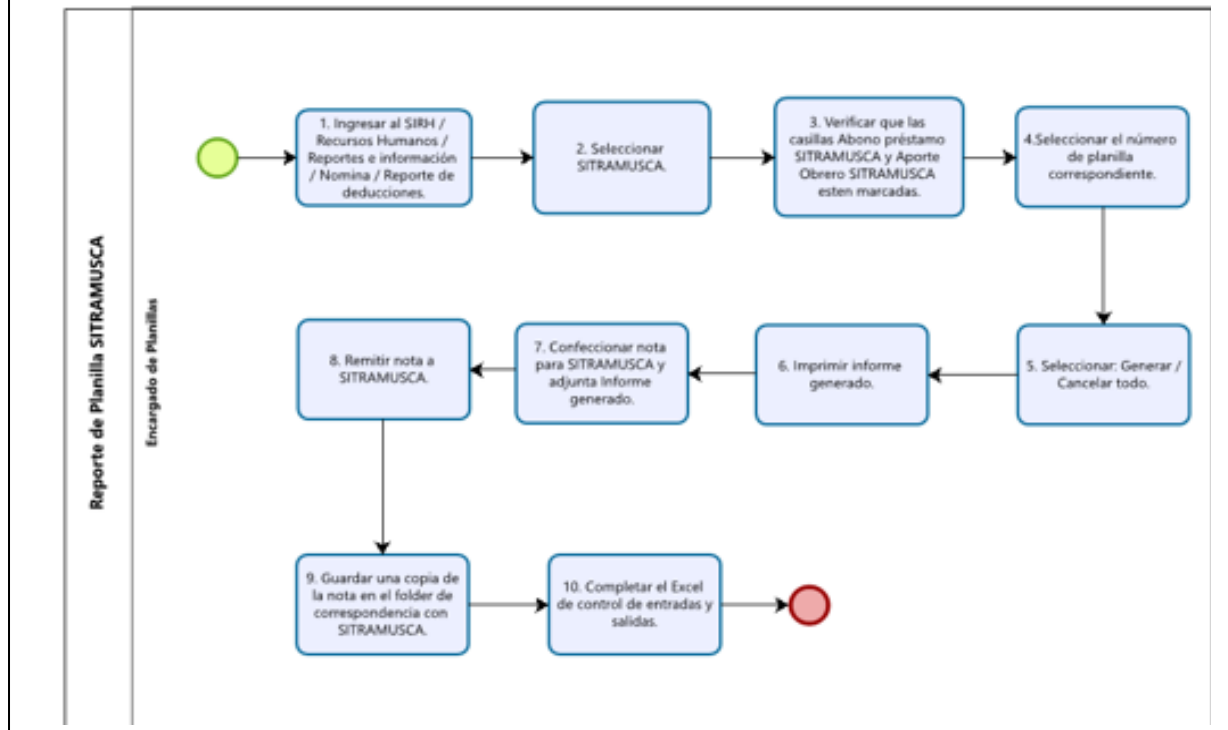 Reporte de Planilla SITRAMUSCA
Encargado de Planillas
1. Ingresar al SIRH /
Recursos Humanos /
Reportes e información
/ Nomina / Reporte de
deducciones.
2. Seleccionar
SITRAMUSCA.
3. Verificar que las
casillas Abono préstamo
SITRAMUSCA y Aporte
Obrero SITRAMUSCA
esten marcadas.
4.Seleccionar el número
de planilla
correspondiente.
5. Seleccionar: Generar /
Cancelar todo.
6. Imprimir informe
generado.
7. Confeccionar nota
para SITRAMUSCA y
adjunta Informe
generado.
8. Remitir nota a
SITRAMUSCA.
9. Guardar una copia de
la nota en el folder de
correspondencia con
SITRAMUSCA.
10. Completar el Excel
de control de entradas y
salidas.